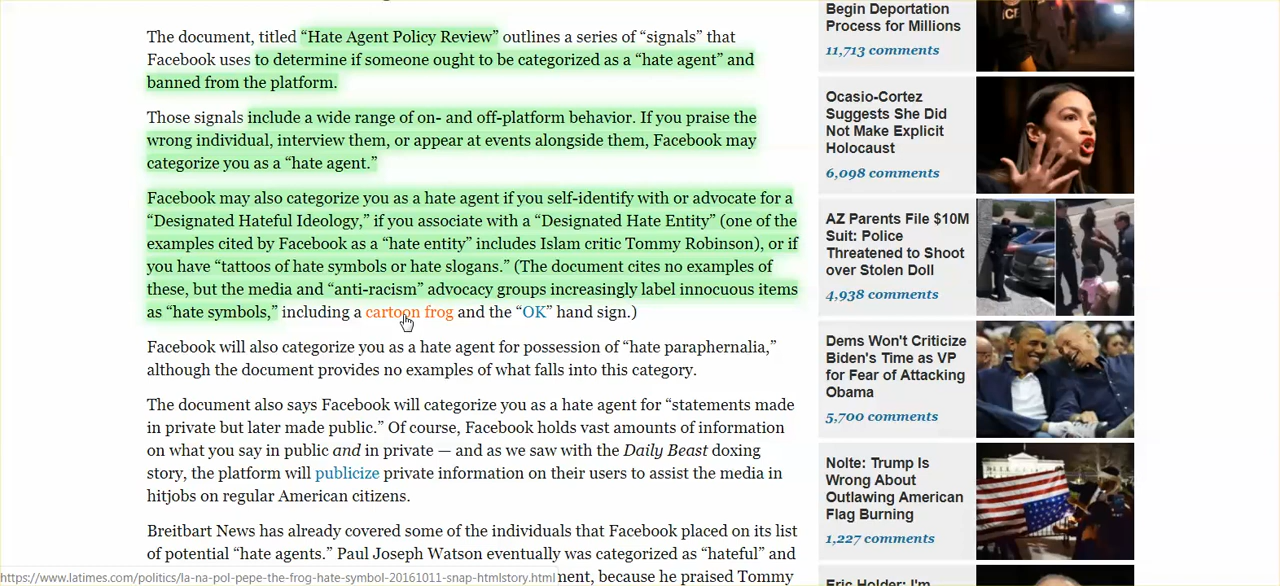 The document, titled “Hate Agent Policy Review” outlines a series of “signals” that
Facebook uses to determine if someone ought to be categorized as a “hate agent” and
banned from the platform.
Those signals include a wide range of on- and off-platform behavior. If you praise the
wrong individual, interview them, or appear at events alongside them, Facebook may
categorize you as a “hate agent.”
Facebook may also categorize you as a hate agent if you self-identify with or advocate for a
“Designated Hateful Ideology,” if you associate with a “Designated Hate Entity” (one of the
examples cited by Facebook as a “hate entity” includes Islam critic Tommy Robinson), or if
you have “tattoos of hate symbols or hate slogans.” (The document cites no examples of
these, but the media and “anti-racism” advocacy groups increasingly label innocuous items
as “hate symbols,” including a cartoon frog and the “OK” hand sign.)
Facebook will also categorize you as a hate agent for possession of “hate paraphernalia,”
although the document provides no examples of what falls into this category.
The document also says Facebook will categorize you as a hate agent for “statements made
in private but later made public.” Of course, Facebook holds vast amounts of information
on what you say in public and in private — and as we saw with the Daily Beast doxing
story, the platform will publicize private information on their users to assist the media in
hitjobs on regular American citizens.
Breitbart News has already covered some of the individuals that Facebook placed on its list
of potential “hate agents.” Paul Joseph Watson eventually was categorized as “hateful” and
ment, because he praised Tommy
https://www.latimes.com/politics/la-na-pol-pepe-the-frog-hate-symbol-20161011-snap-htmlstory.html
Begin Deportation
Process for Millions
11,713 comments
Ocasio-Cortez
Suggests She Did
Not Make Explicit
Holocaust
6,098 comments
AZ Parents File $10M
Suit: Police
Threatened to Shoot
over Stolen Doll
4,938 comments
Dems Won't Criticize
Biden's Time as VP
for Fear of Attacking
Obama
5,700 comments
Nolte: Trump Is
Wrong About
Outlawing American
Flag Burning
1,227 comments
Eric Holder: I'm